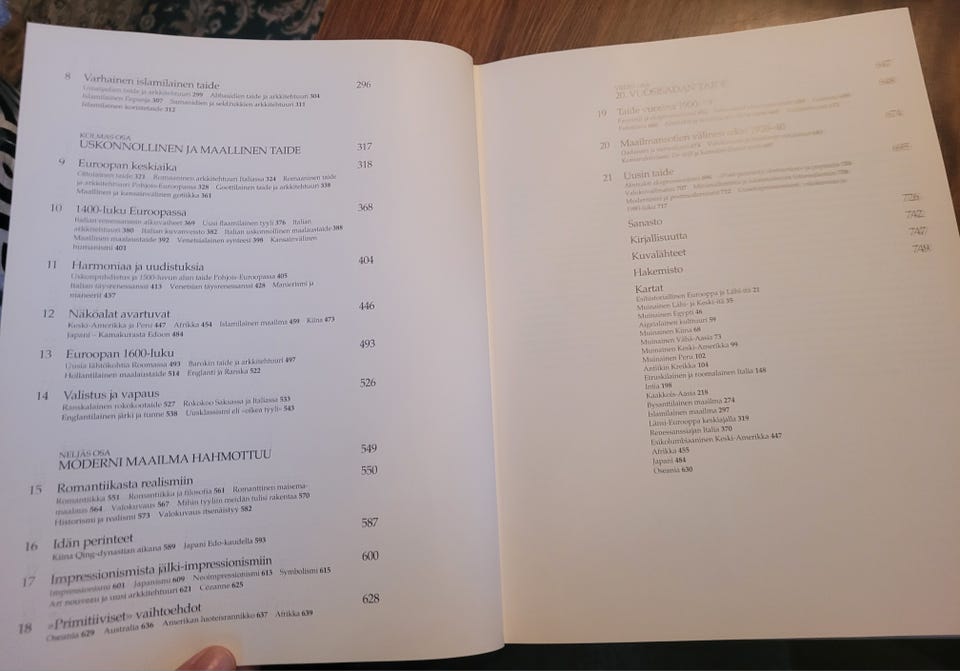 8 Varhainen islamilainen taide 296
Umaijadien taide ja arkkitehtuuri 299 Abbasidien taide ja arkkitehtuuri 304
Islamilainen Espanja 307 Samanidien ja seldžukkien arkkitehtuuri 311
Islamilainen koristetaide 312
KOLMAS OSA
USKONNOLLINEN JA MAALLINEN TAIDE 317
9 Euroopan keskiaika 318
Ottolainen taide 321 Romaaninen arkkitehtuuri Italiassa 324 Romaaninen taide
ja arkkitehtuuri Pohjois-Euroopassa 328 Goottilainen taide ja arkkitehtuuri 338
Maallinen ja kansainvälinen gotiikka 361
10 1400-luku Euroopassa 368
Italian renessanssin alkuvaiheet 369 Uusi flaamilainen tyyli 376 Italian
arkkitehtuuri 380 Italian kuvanveisto 382 Italian uskonnollinen maalaustaide 388
Maallinen maalaustaide 392 Venetsialainen synteesi 398 Kansainvälinen
humanismi 401
11 Harmoniaa ja uudistuksia 404
Uskonpuhdistus ja 1500-luvun alun taide Pohjois-Euroopassa 405
Italian täysrenessanssi 413 Venetsian täysrenessanssi 428 Manierismi ja
maneerit 437
12 Näköalat avartuvat 446
Keski-Amerikka ja Peru 447 Afrikka 454 Islamilainen maailma 459 Kiina 473
Japani – Kamakurasta Edoon 484
13 Euroopan 1600-luku 493
Uusia lähtökohtia Roomassa 493 Barokin taide ja arkkitehtuuri 497
Hollantilainen maalaustaide 514 Englanti ja Ranska 522
14 Valistus ja vapaus 526
Ranskalainen rokokootaide 527 Rokokoo Saksassa ja Italiassa 533
Englantilainen järki ja tunne 538 Uusklassismi eli »oikea tyyli» 543
NELJÄS OSA
MODERNI MAAILMA HAHMOTTUU 549
15 Romantiikasta realismiin 550
Romantiikka 551 Romantiikka ja filosofia 561 Romanttinen maisema-
maalaus 564 Valokuvaus 567 Mihin tyyliin meidän tulisi rakentaa 570
Historismi ja realismi 573 Valokuvaus itsenäistyy 582
16 Idän perinteet 587
Kiina Qing-dynastian aikana 589 Japani Edo-kaudella 593
17 Impressionismista jälki-impressionismiin 600
Impressionismi 601 Japanismi 609 Neoimpressionismi 613 Symbolismi 615
Art nouveau ja uusi arkkitehtuuri 621 Cézanne 625
18 »Primitiiviset» vaihtoehdot 628
Oseania 629 Australia 636 Amerikan luoteisrannikko 637 Afrikka 639
VIIDES OSA
20. VUOSISADAN TAIDE
19 Taide vuosina 1900–
20 Maailmansotien välinen aika 1920–40 674
21 Uusin taide
1980-luku 717
Sanasto 726
Kirjallisuutta 742
Kuvalähteet 747
Hakemisto 749
Kartat
Esihistoriallinen Eurooppa ja Lähi-itä 21
Muinainen Lähi- ja Keski-itä 35
Muinainen Egypti 46
Aigeialainen kulttuuri 59
Muinainen Kiina 68
Muinainen Vähä-Aasia 73
Muinainen Keski-Amerikka 99
Muinainen Peru 102
Antiikin Kreikka 104
Etruskilainen ja roomalainen Italia 148
Intia 198
Kaakkois-Aasia 218
Bysanttilainen maailma 274
Islamilainen maailma 297
Länsi-Eurooppa keskiajalla 319
Renessanssiajan Italia 370
Esikolumbiaaninen Keski-Amerikka 447
Afrikka 455
Japani 484
Oseania 630